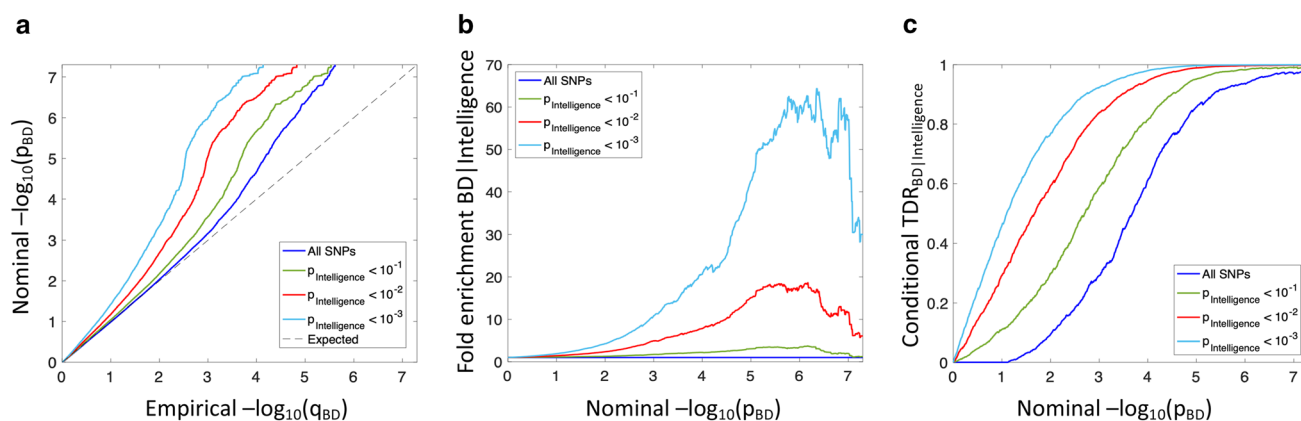 a
Nominal –log10(pBD)
7
6
5
4
3
2
1
0
0 1 2 3 4 5 6 7
Empirical –log10(qBD)
All SNPs
pIntelligence < 10-1
pIntelligence < 10-2
pIntelligence < 10-3
Expected
b
Fold enrichment BD|Intelligence
70
60
50
40
30
20
10
0
0 1 2 3 4 5 6 7
Nominal –log10(pBD)
All SNPs
pIntelligence < 10-1
pIntelligence < 10-2
pIntelligence < 10-3
c
Conditional TDRBD|Intelligence
1
0.8
0.6
0.4
0.2
0
0 1 2 3 4 5 6 7
Nominal –log10(pBD)
All SNPs
pIntelligence < 10-1
pIntelligence < 10-2
pIntelligence < 10-3